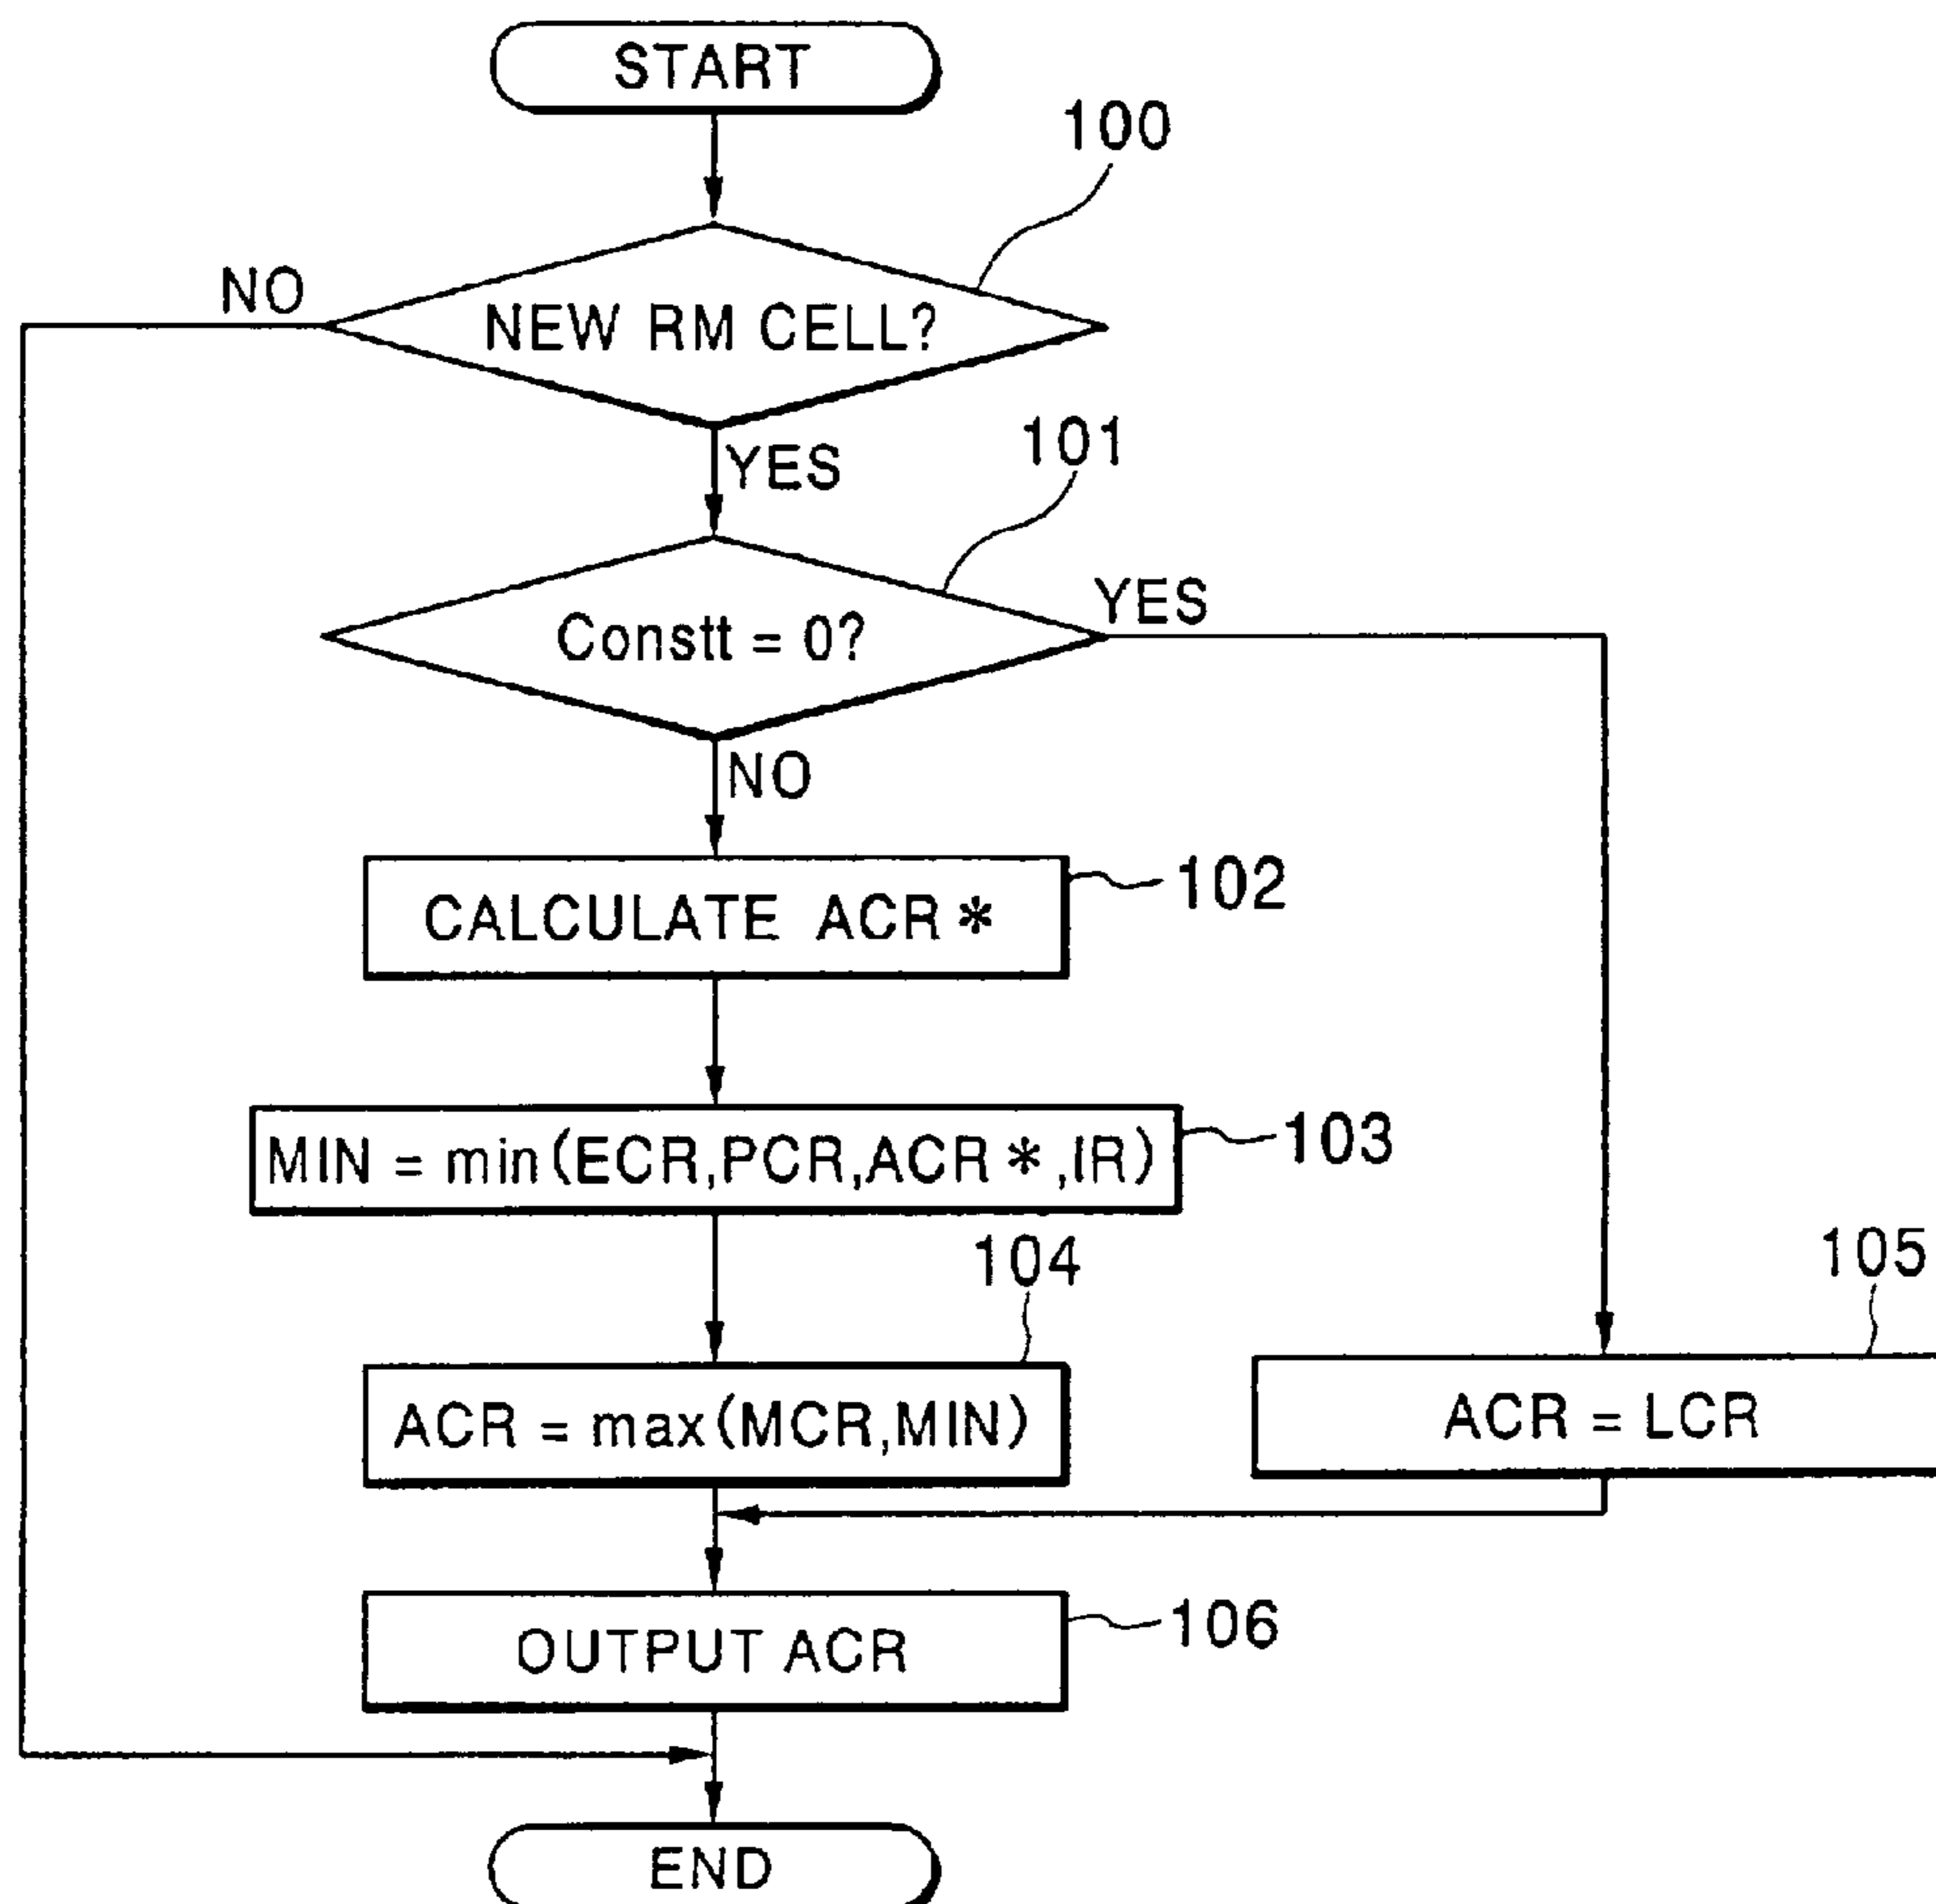 START
100
NO
NEW RM CELL?
YES
101
YES
Constt = 0?
NO
CALCULATE ACR*
102
MIN = min(ECR,PCR,ACR*,IR)
103
104
105
ACR = max(MCR,MIN)
ACR = LCR
OUTPUT ACR
106
END